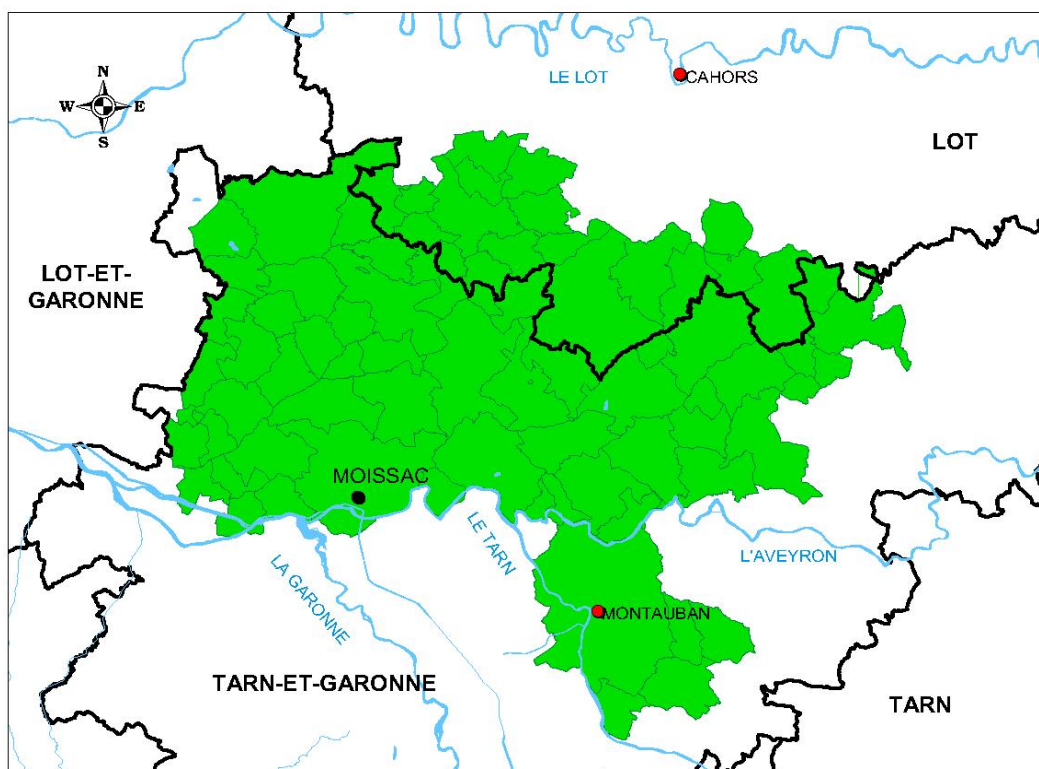 LE LOT
CAHORS
N
W E
S
LOT
LOT-ET-
GARONNE
MOISSAC
LE TARN
L'AVEYRON
LA GARONNE
MONTAUBAN
TARN-ET-GARONNE
TARN